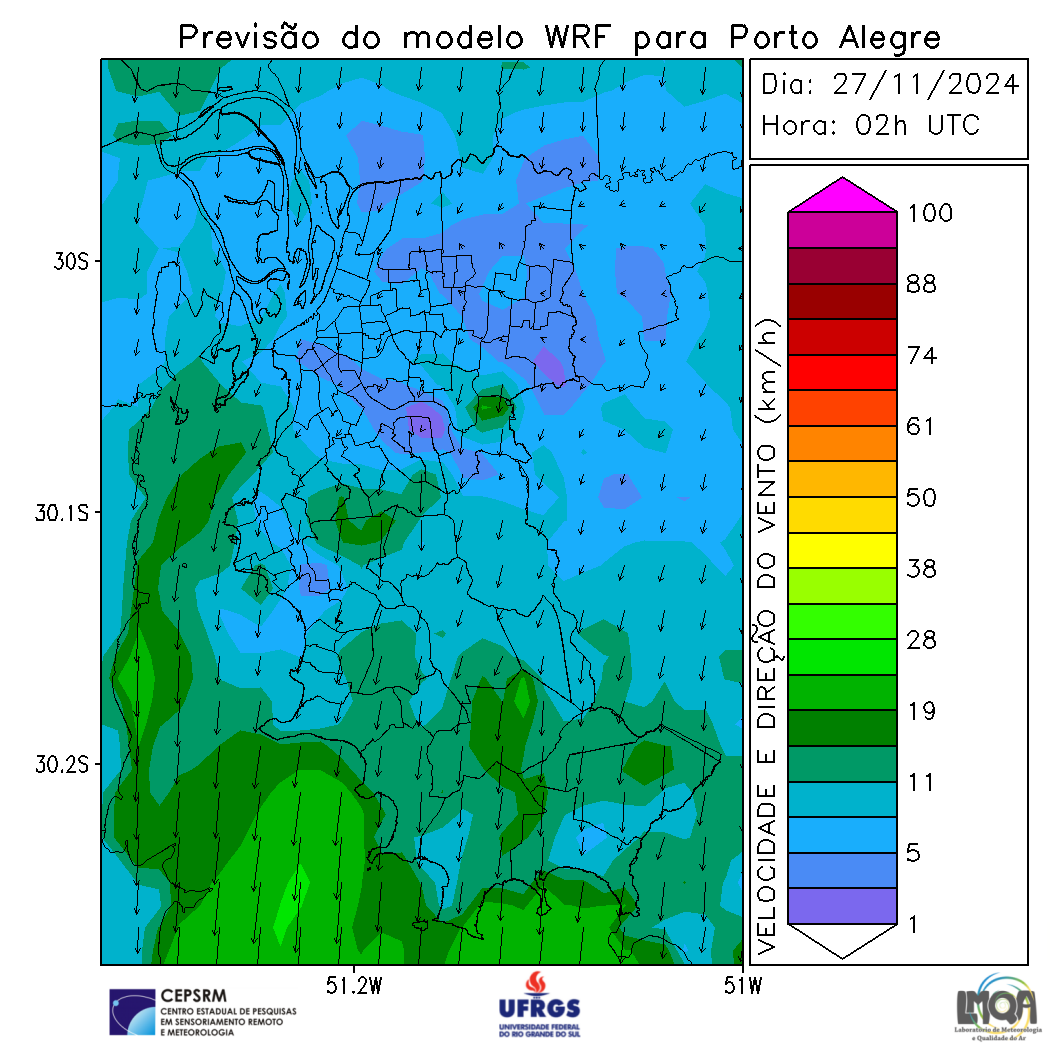 Previsão do modelo WRF para Porto Alegre
Dia: 27/11/2024
Hora: 02h UTC
30S
30.1S
30.2S
51.2W
51W
VELOCIDADE E DIREÇÃO DO VENTO (km/h)
100
88
74
61
50
38
28
19
11
5
1
CEPSRM
CENTRO ESTADUAL DE PESQUISAS
EM SENSORIAMENTO REMOTO
E METEOROLOGIA
UFRGS
UNIVERSIDADE FEDERAL
DO RIO GRANDE DO SUL
LMQA
Laboratório de Meteorologia
e Qualidade do Ar